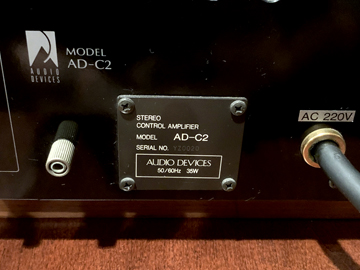 AUDIO
DEVICES
MODEL
AD-C2
STEREO
CONTROL AMPLIFIER
MODEL AD-C2
SERIAL NO.
AUDIO DEVICES
50/60Hz 35W
AC 220V